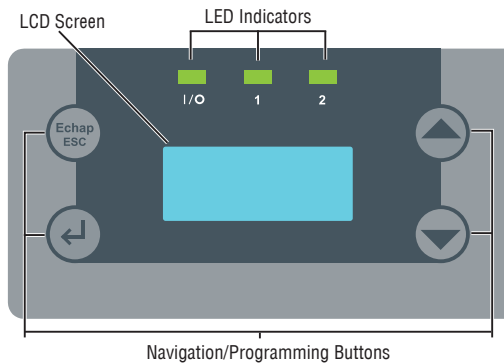 LCD Screen
LED Indicators
I/O 1 2
Echap
ESC
Navigation/Programming Buttons